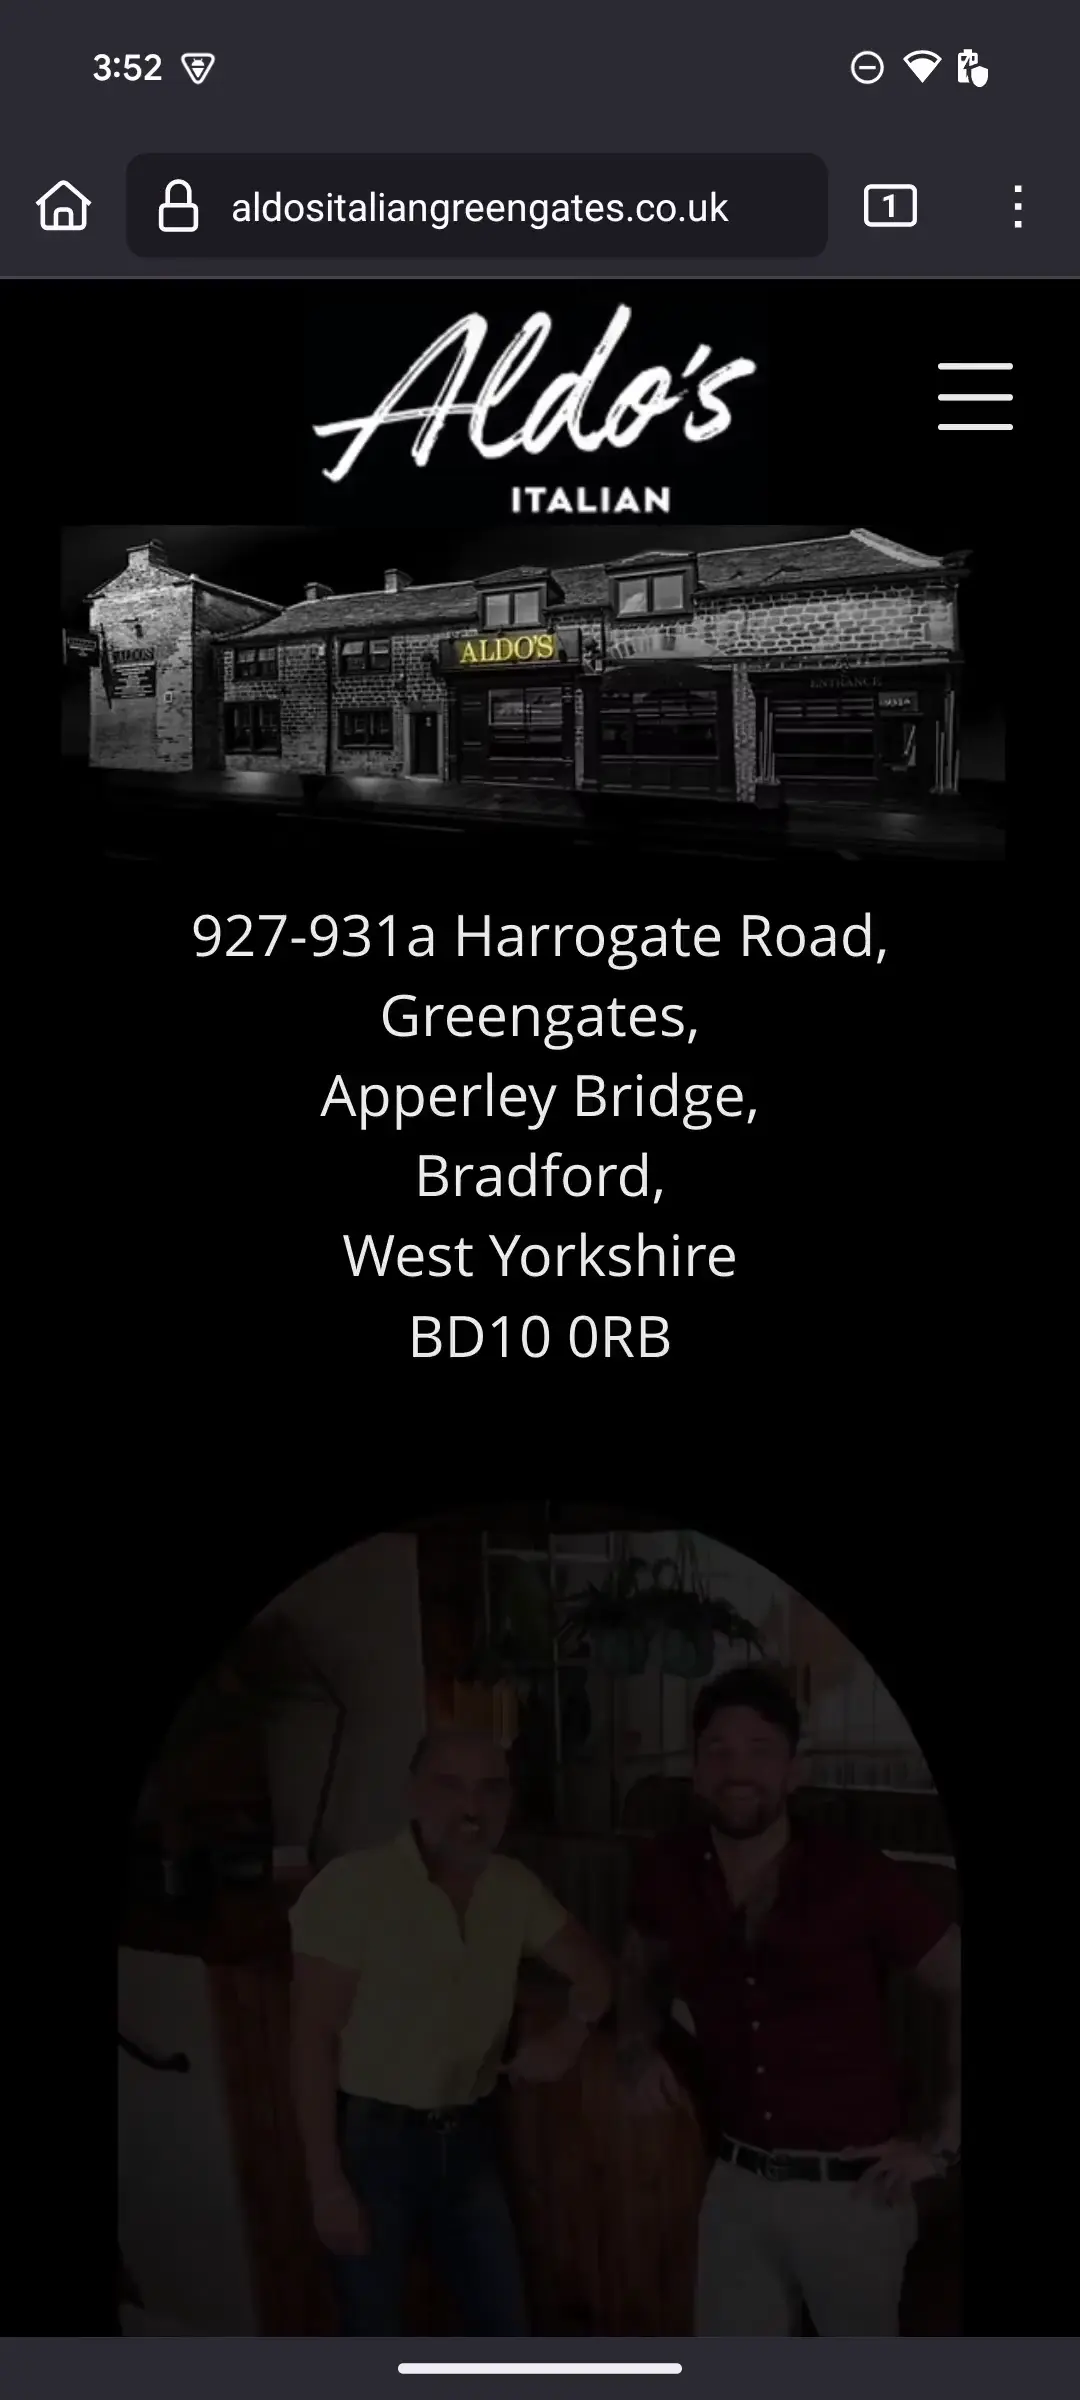 3:52
aldositaliangreengates.co.uk
1
Aldo's
ITALIAN
ALDO'S
ALDO'S
ENTRANCE
927-931a Harrogate Road,
Greengates,
Apperley Bridge,
Bradford,
West Yorkshire
BD10 0RB